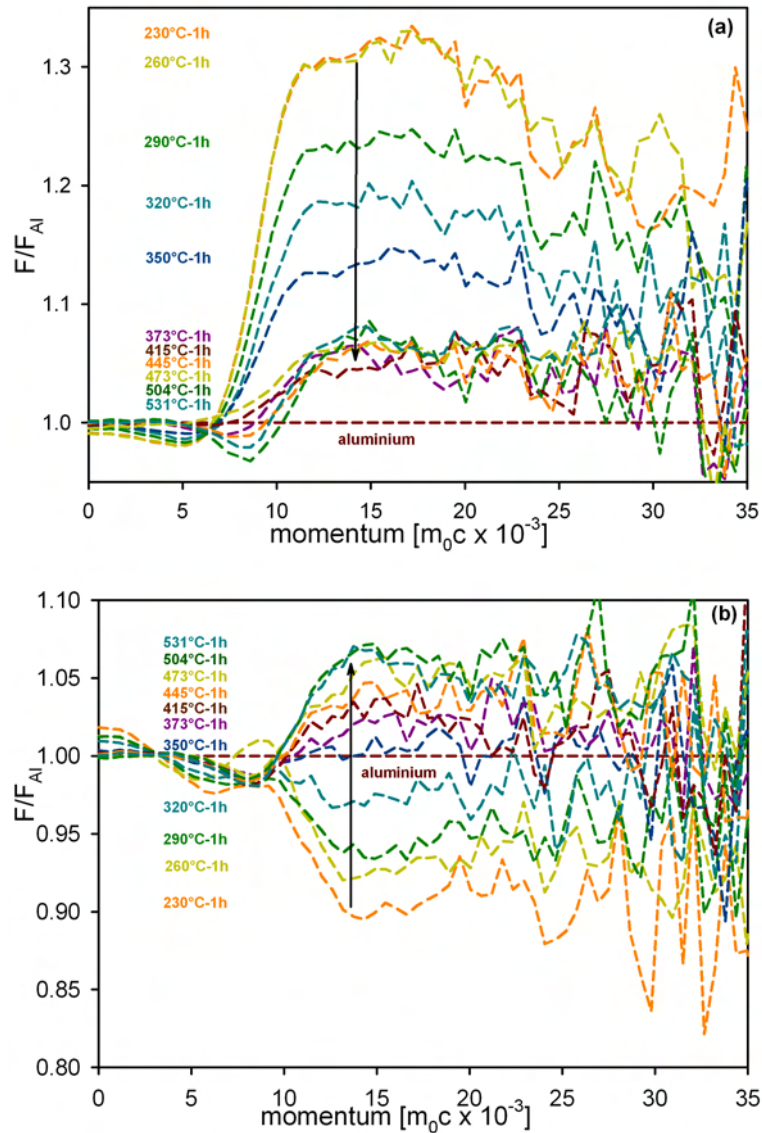 (a)
1.3
1.2
1.1
1.0
F/F_Al
230°C-1h
260°C-1h
290°C-1h
320°C-1h
350°C-1h
373°C-1h
415°C-1h
445°C-1h
473°C-1h
504°C-1h
531°C-1h
aluminium
0 5 10 15 20 25 30 35
momentum [m₀c x 10⁻³]
(b)
1.10
1.05
1.00
0.95
0.90
0.85
0.80
F/F_Al
531°C-1h
504°C-1h
473°C-1h
445°C-1h
415°C-1h
373°C-1h
350°C-1h
aluminium
320°C-1h
290°C-1h
260°C-1h
230°C-1h
0 5 10 15 20 25 30 35
momentum [m₀c x 10⁻³]